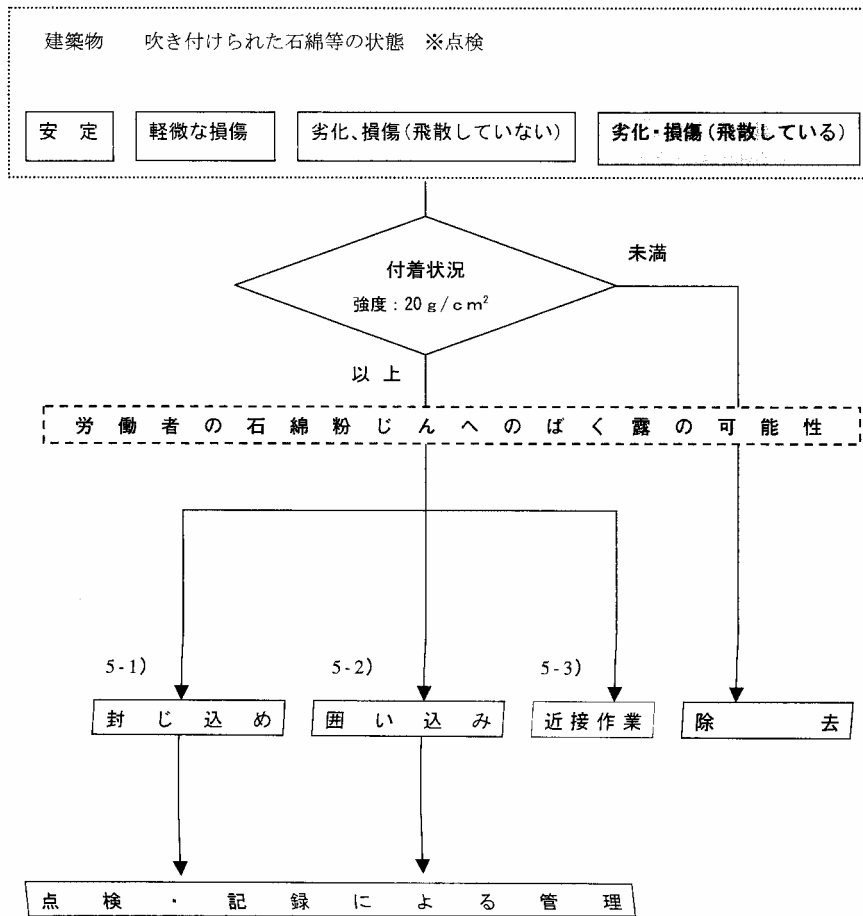 建築物 吹き付けられた石綿等の状態 ※点検
安定 軽微な損傷 劣化、損傷(飛散していない) 劣化・損傷(飛散している)
付着状況
強度:20g/cm²
未満
以上
労働者の石綿粉じんへのばく露の可能性
5-1) 5-2) 5-3)
封じ込め 囲い込み 近接作業 除去
点検・記録による管理